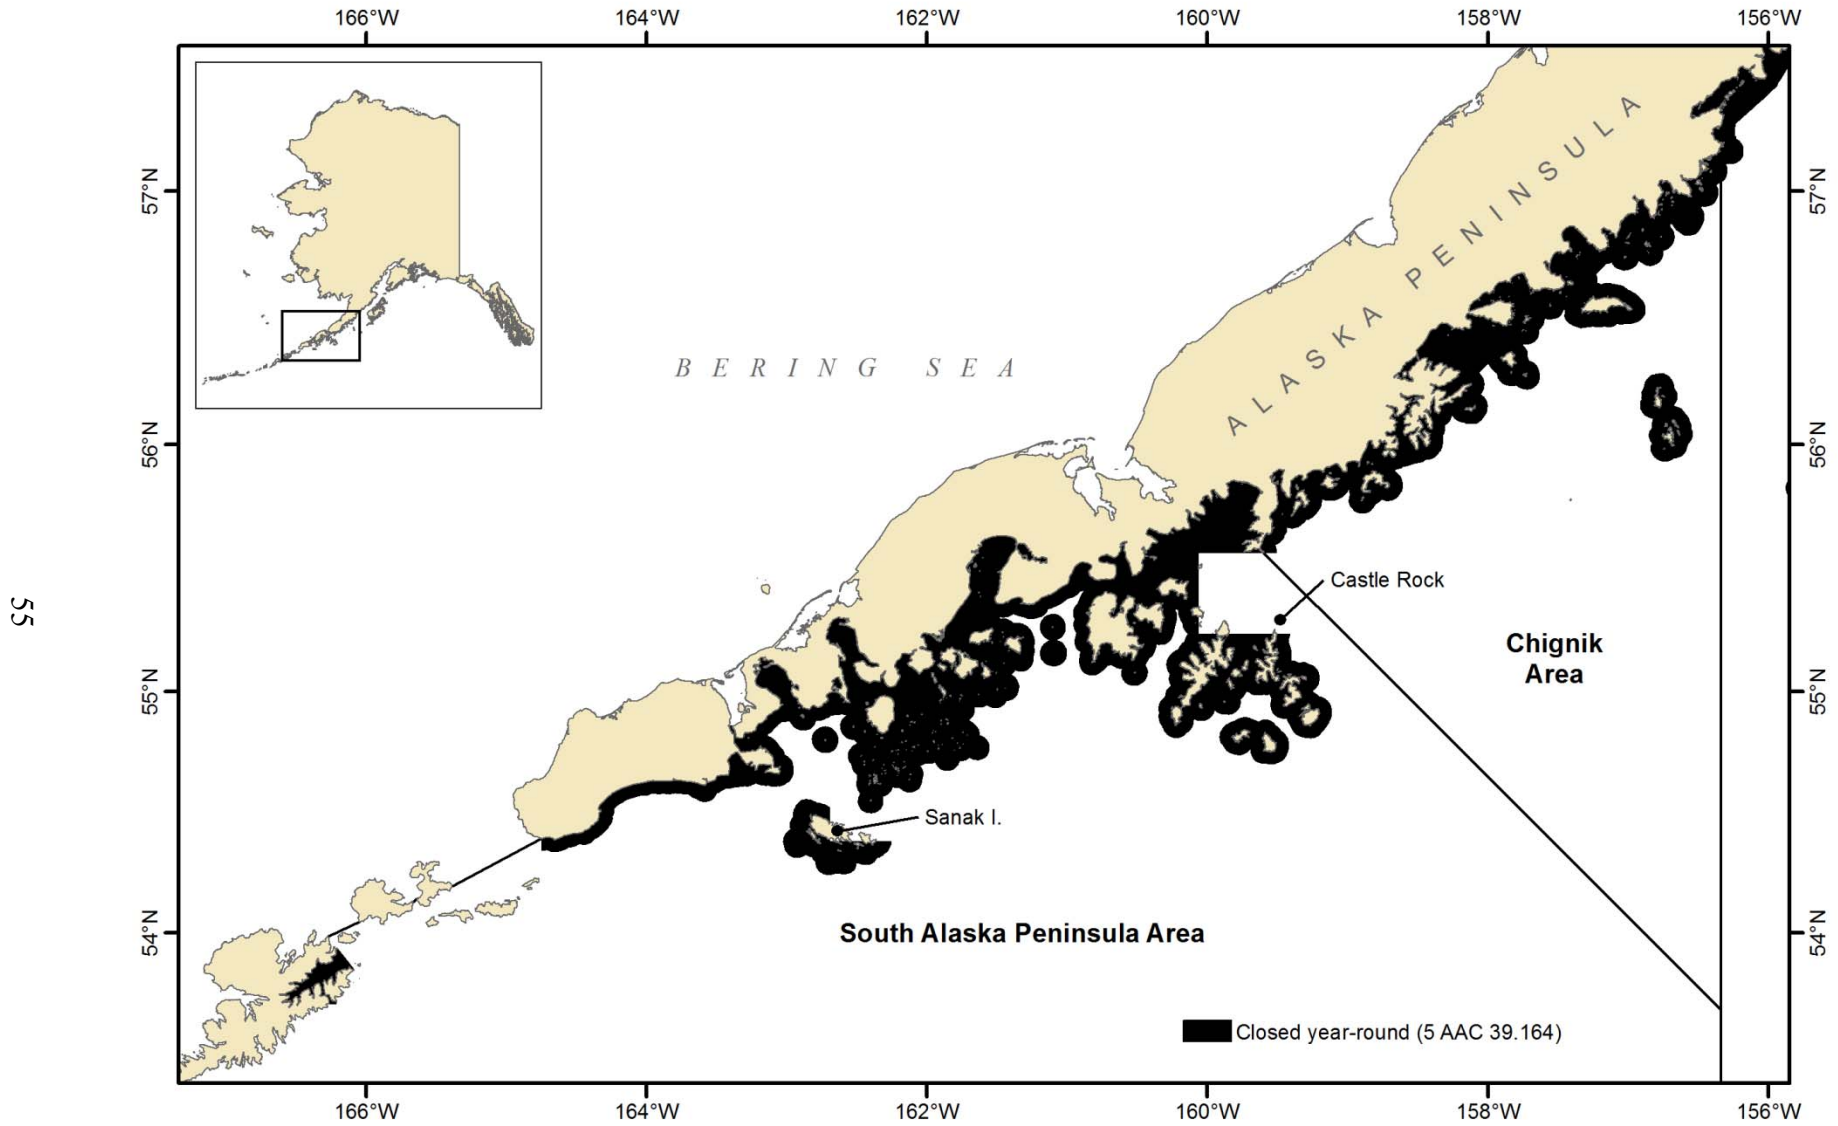 166°W 164°W 162°W 160°W 158°W 156°W
57°N
57°N
ALASKA PENINSULA
BERING SEA
56°N
56°N
Castle Rock
55
Chignik
Area
55°N
55°N
Sanak I.
54°N
54°N
South Alaska Peninsula Area
Closed year-round (5 AAC 39.164)
166°W 164°W 162°W 160°W 158°W 156°W